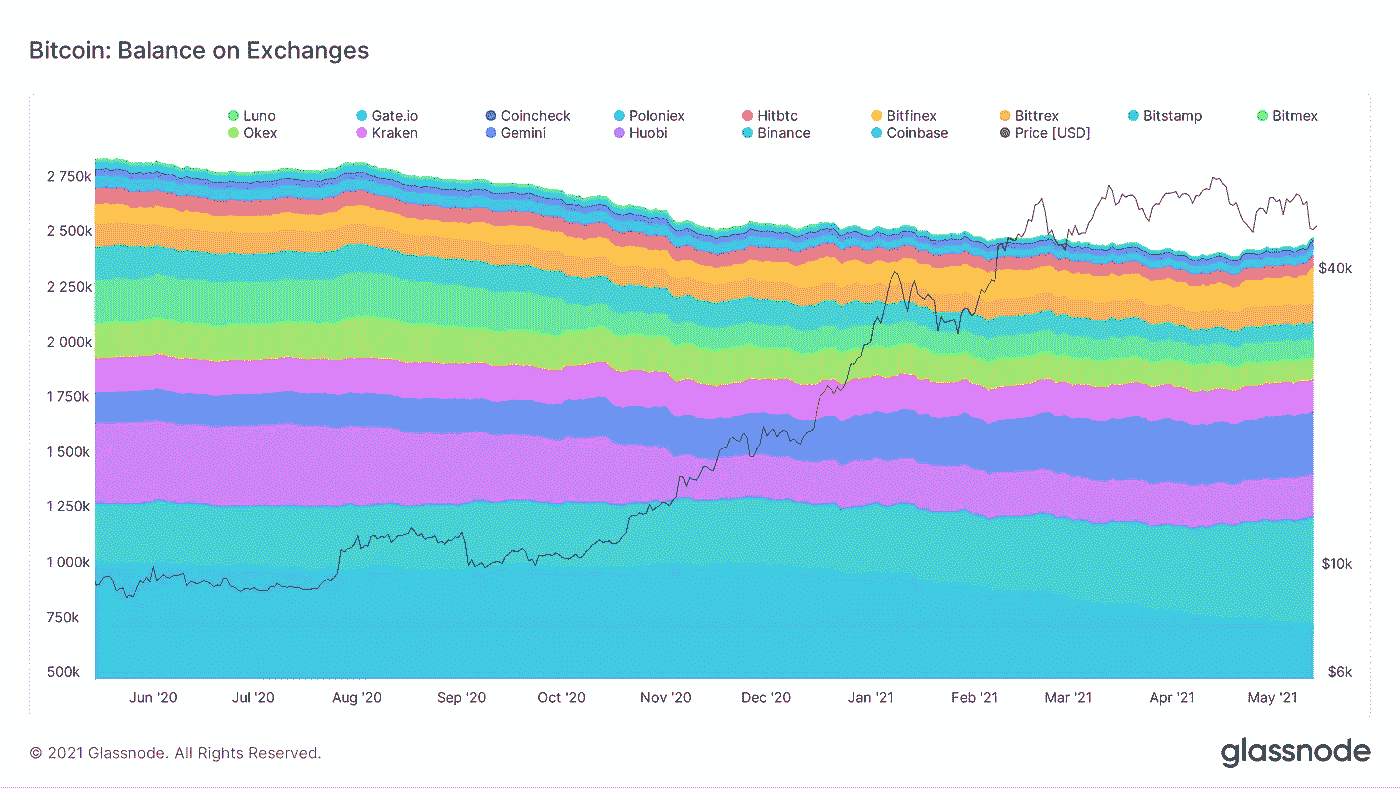 Bitcoin: Balance on Exchanges
Luno Gate.io Coincheck Poloniex Hitbtc Bitfinex Bittrex Bitstamp Bitmex
Okex Kraken Gemini Huobi Binance Coinbase Price [USD]
2 750k
2 500k
2 250k
$40k
2 000k
1 750k
1 500k
1 250k
1 000k
$10k
750k
500k
$6k
Jun '20 Jul '20 Aug '20 Sep '20 Oct '20 Nov '20 Dec '20 Jan '21 Feb '21 Mar '21 Apr '21 May '21
© 2021 Glassnode. All Rights Reserved.
glassnode